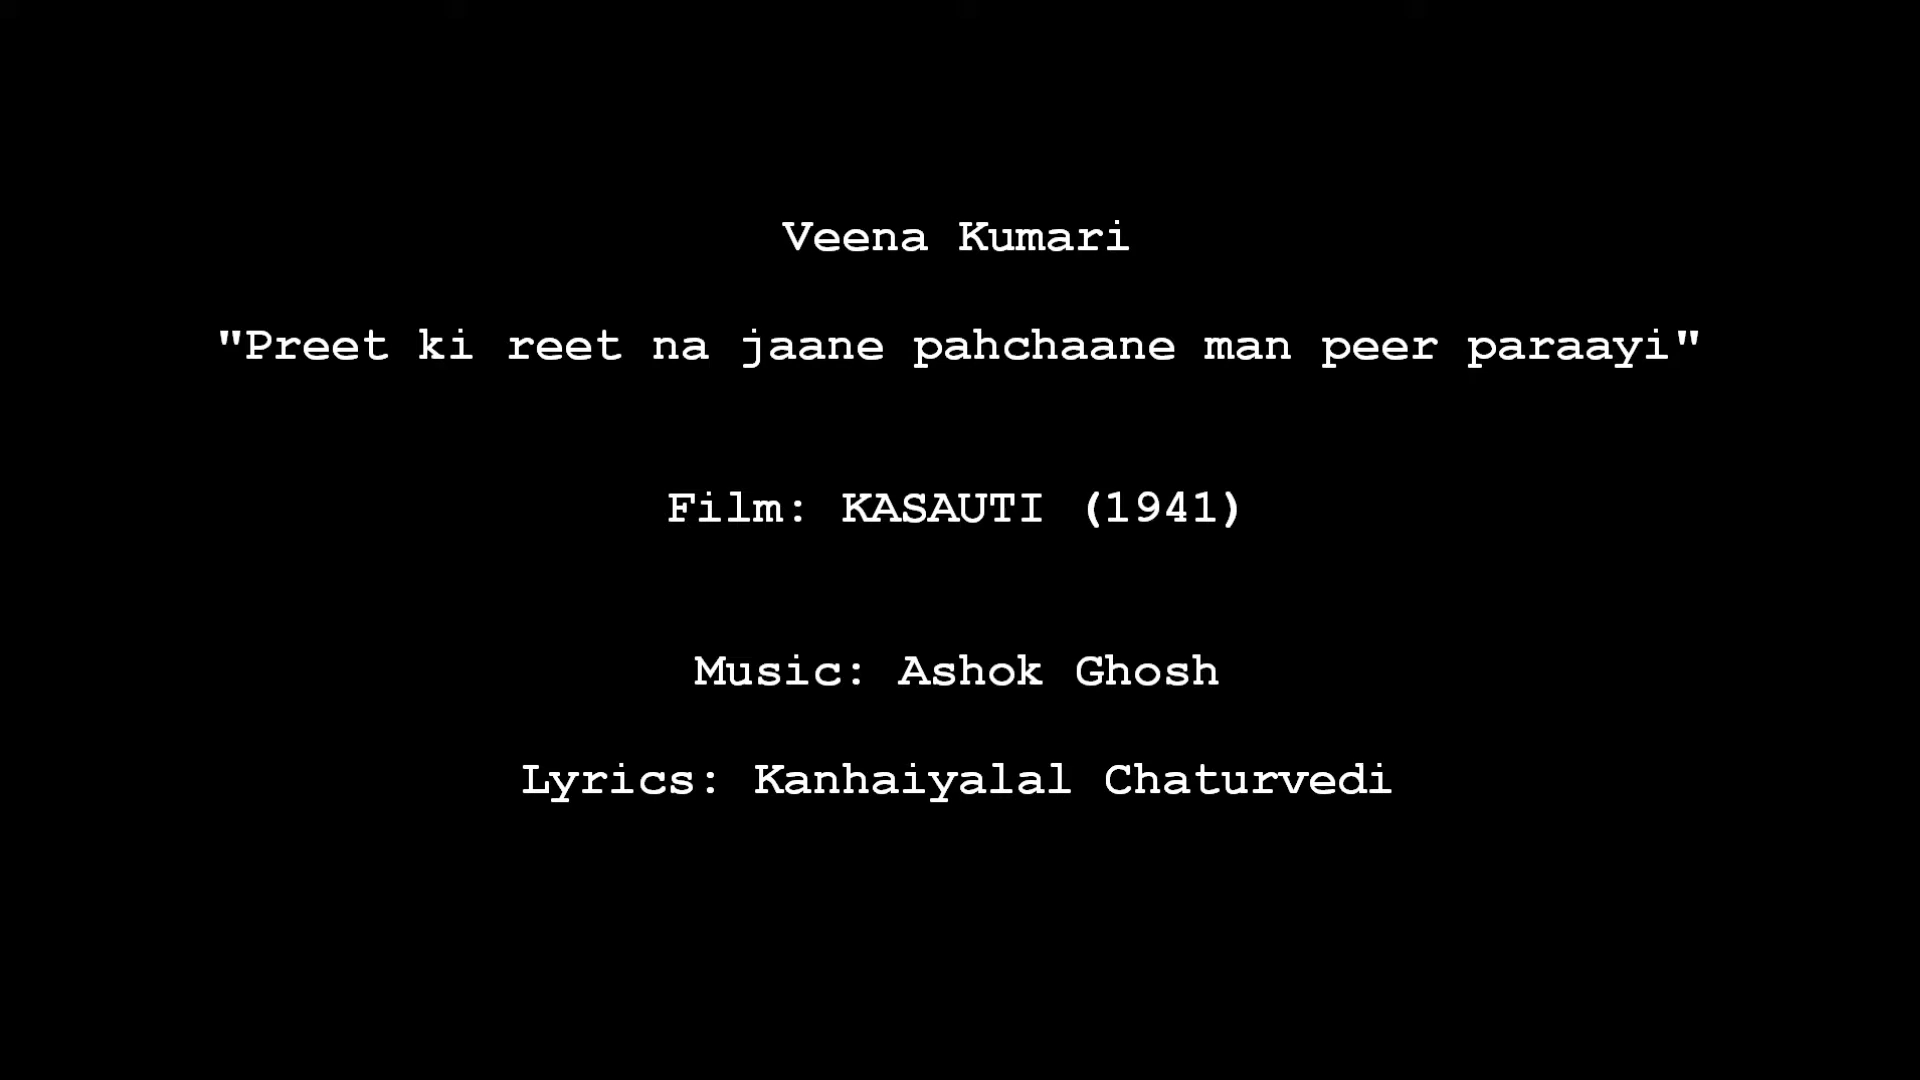 Veena Kumari
"Preet ki reet na jaane pahchaane man peer paraayi"
Film: KASAUTI (1941)
Music: Ashok Ghosh
Lyrics: Kanhaiyalal Chaturvedi